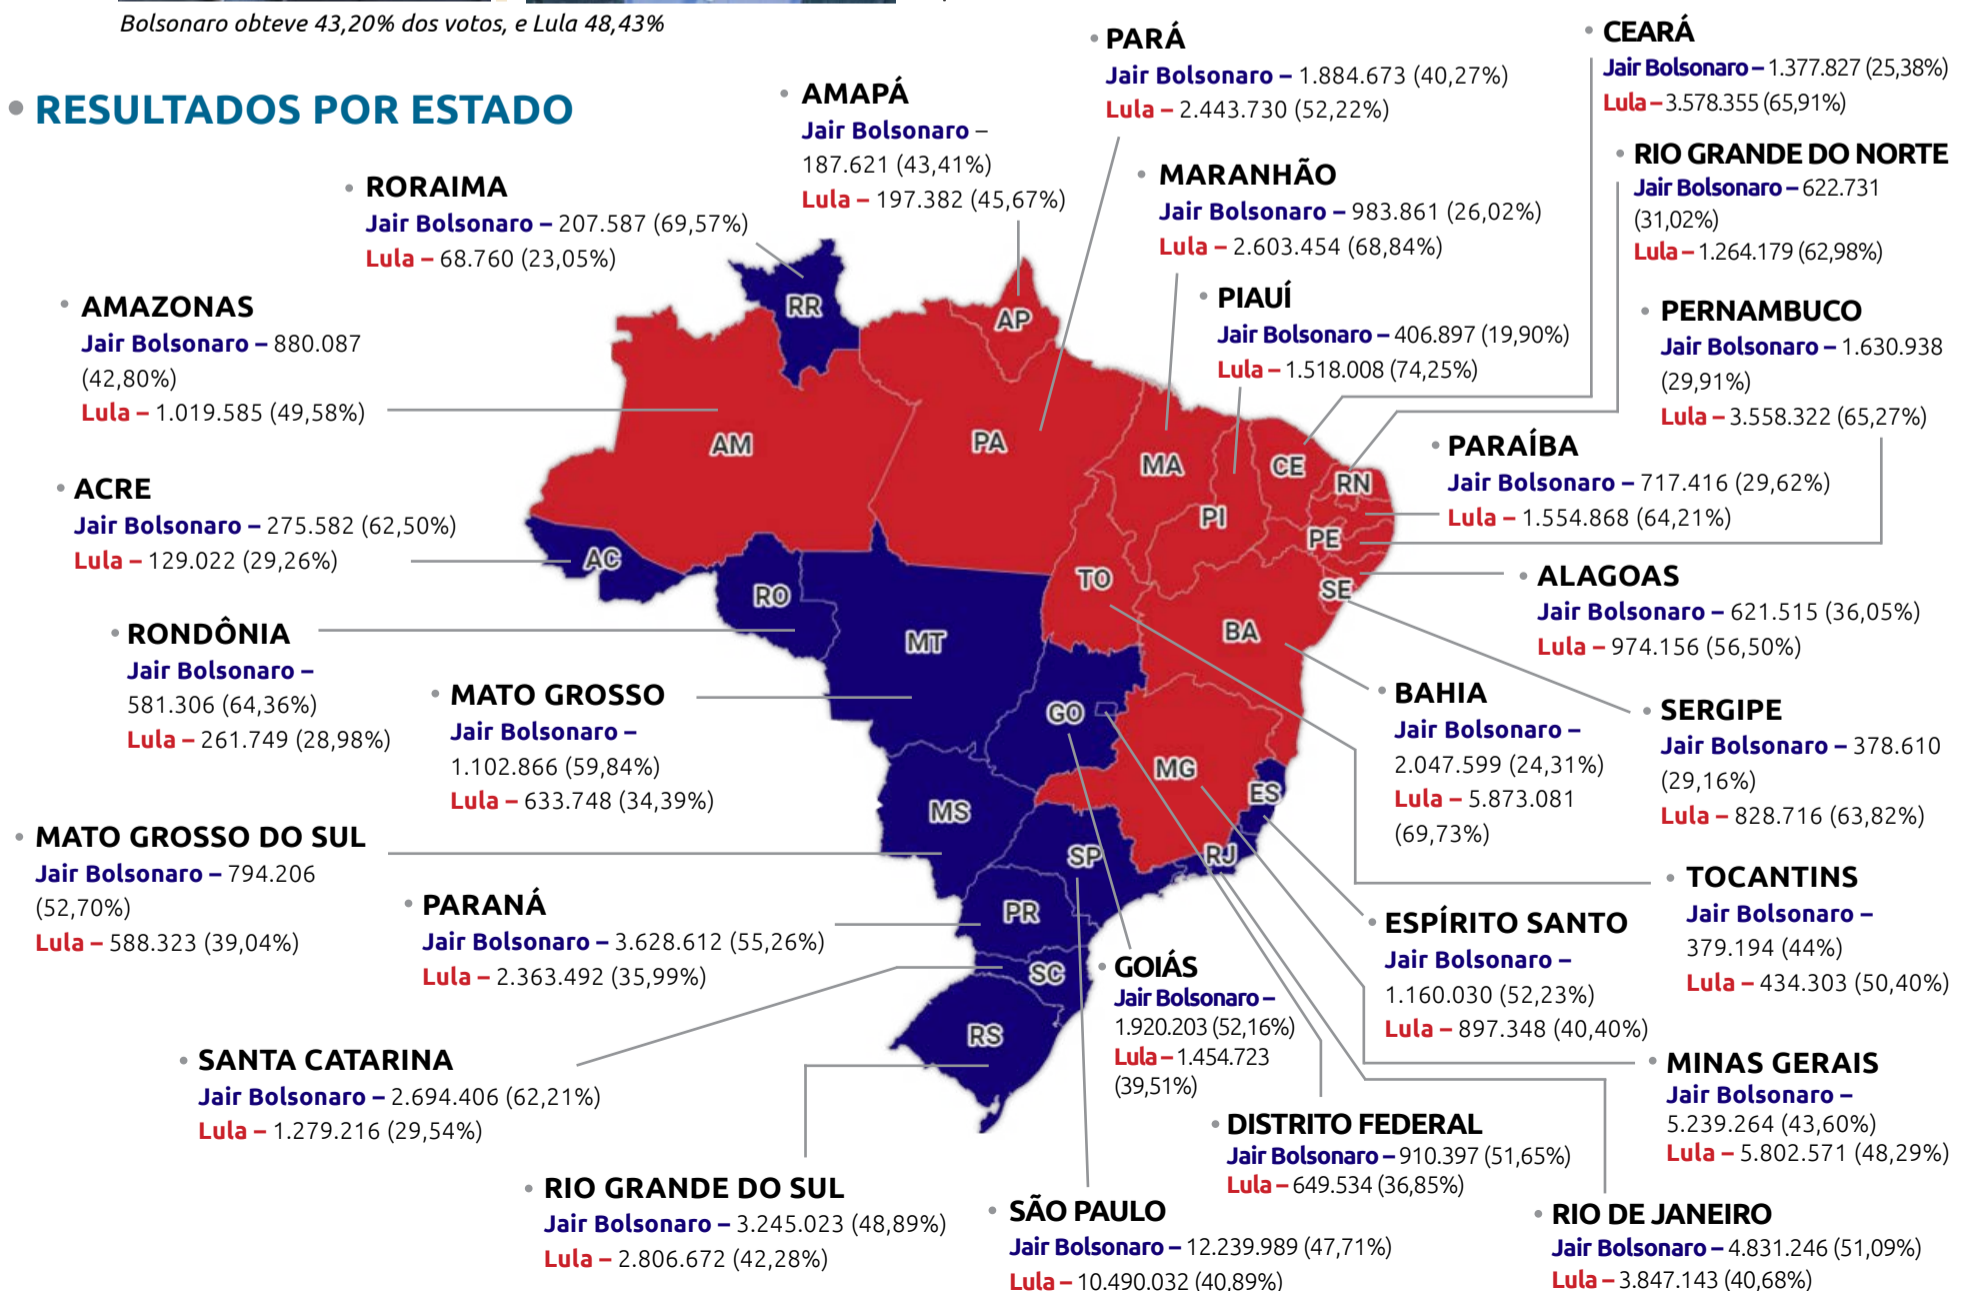 Bolsonaro obteve 43,20% dos votos, e Lula 48,43%
• RESULTADOS POR ESTADO
• RORAIMA
Jair Bolsonaro – 207.587 (69,57%)
Lula – 68.760 (23,05%)
• AMAPÁ
Jair Bolsonaro –
187.621 (43,41%)
Lula – 197.382 (45,67%)
• PARÁ
Jair Bolsonaro – 1.884.673 (40,27%)
Lula – 2.443.730 (52,22%)
• CEARÁ
Jair Bolsonaro – 1.377.827 (25,38%)
Lula – 3.578.355 (65,91%)
• MARANHÃO
Jair Bolsonaro – 983.861 (26,02%)
Lula – 2.603.454 (68,84%)
• RIO GRANDE DO NORTE
Jair Bolsonaro – 622.731
(31,02%)
Lula – 1.264.179 (62,98%)
• PIAUÍ
Jair Bolsonaro – 406.897 (19,90%)
Lula – 1.518.008 (74,25%)
• PERNAMBUCO
Jair Bolsonaro – 1.630.938
(29,91%)
Lula – 3.558.322 (65,27%)
• AMAZONAS
Jair Bolsonaro – 880.087
(42,80%)
Lula – 1.019.585 (49,58%)
• PARAÍBA
Jair Bolsonaro – 717.416 (29,62%)
Lula – 1.554.868 (64,21%)
• ACRE
Jair Bolsonaro – 275.582 (62,50%)
Lula – 129.022 (29,26%)
• ALAGOAS
Jair Bolsonaro – 621.515 (36,05%)
Lula – 974.156 (56,50%)
• RONDÔNIA
Jair Bolsonaro –
581.306 (64,36%)
Lula – 261.749 (28,98%)
• MATO GROSSO
Jair Bolsonaro –
1.102.866 (59,84%)
Lula – 633.748 (34,39%)
• BAHIA
Jair Bolsonaro –
2.047.599 (24,31%)
Lula – 5.873.081
(69,73%)
• SERGIPE
Jair Bolsonaro – 378.610
(29,16%)
Lula – 828.716 (63,82%)
• MATO GROSSO DO SUL
Jair Bolsonaro – 794.206
(52,70%)
Lula – 588.323 (39,04%)
• PARANÁ
Jair Bolsonaro – 3.628.612 (55,26%)
Lula – 2.363.492 (35,99%)
• TOCANTINS
Jair Bolsonaro –
379.194 (44%)
Lula – 434.303 (50,40%)
• ESPÍRITO SANTO
Jair Bolsonaro –
1.160.030 (52,23%)
Lula – 897.348 (40,40%)
• GOIÁS
Jair Bolsonaro –
1.920.203 (52,16%)
Lula – 1.454.723
(39,51%)
• SANTA CATARINA
Jair Bolsonaro – 2.694.406 (62,21%)
Lula – 1.279.216 (29,54%)
• MINAS GERAIS
Jair Bolsonaro –
5.239.264 (43,60%)
Lula – 5.802.571 (48,29%)
• DISTRITO FEDERAL
Jair Bolsonaro – 910.397 (51,65%)
Lula – 649.534 (36,85%)
• RIO GRANDE DO SUL
Jair Bolsonaro – 3.245.023 (48,89%)
Lula – 2.806.672 (42,28%)
• SÃO PAULO
Jair Bolsonaro – 12.239.989 (47,71%)
Lula – 10.490.032 (40,89%)
• RIO DE JANEIRO
Jair Bolsonaro – 4.831.246 (51,09%)
Lula – 3.847.143 (40,68%)
RR
AP
AM
PA
MA
CE
RN
PI
PE
AC
RO
TO
SE
MT
BA
GO
MG
ES
MS
SP
RJ
PR
SC
RS